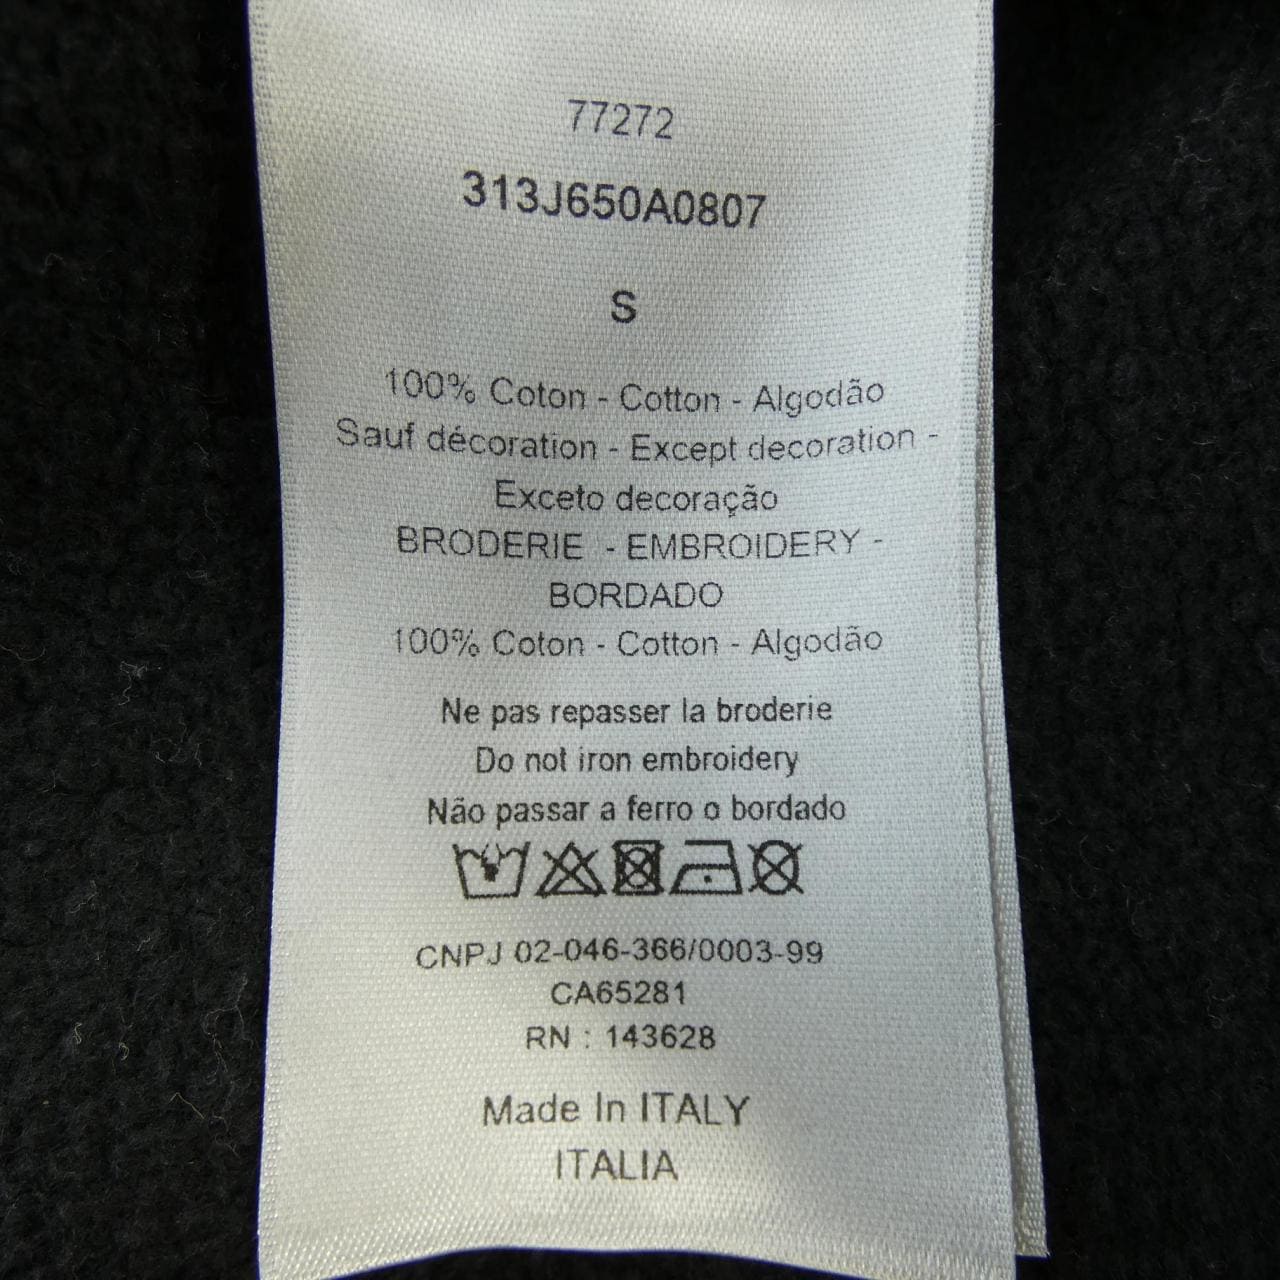 77272
313J650A0807
S
100% Coton - Cotton - Algodão
Sauf décoration - Except decoration -
Exceto decoração
BRODERIE - EMBROIDERY -
BORDADO
100% Coton - Cotton - Algodão
Ne pas repasser la broderie
Do not iron embroidery
Não passar a ferro o bordado
CNPJ 02-046-366/0003-99
CA65281
RN : 143628
Made In ITALY
ITALIA